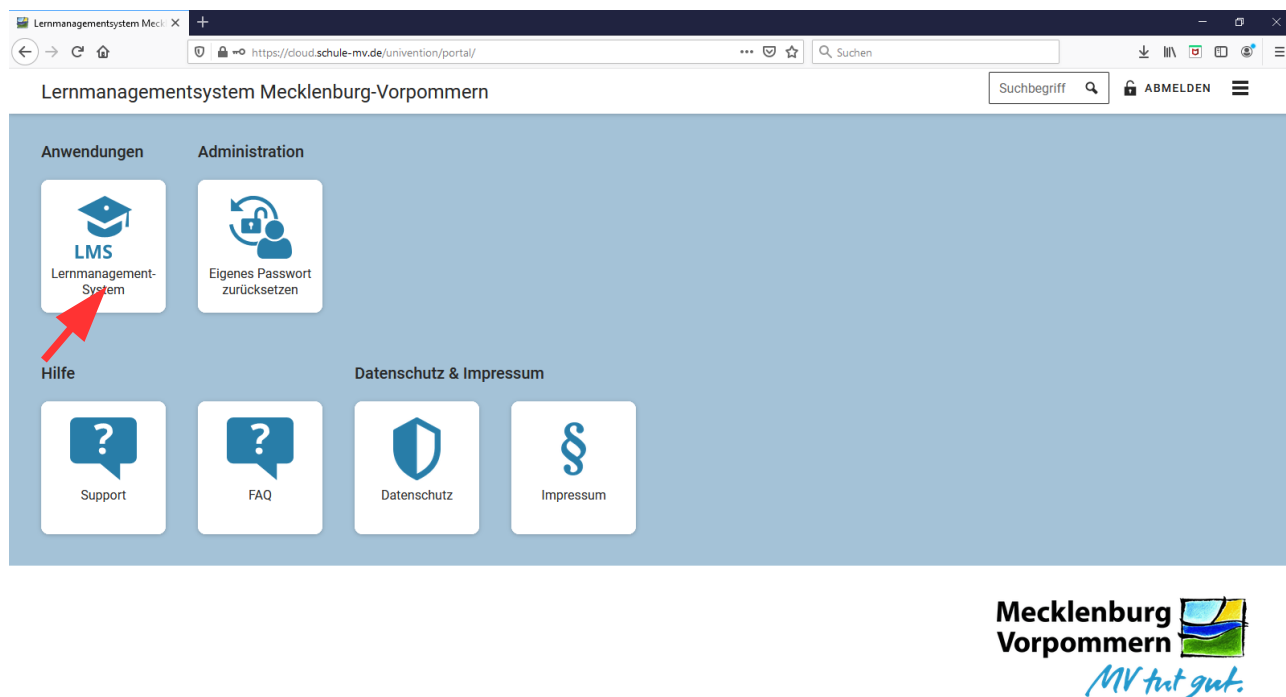 Lernmanagementsystem Meckl
https://cloud.schule-mv.de/univention/portal/
Suchen
Lernmanagementsystem Mecklenburg-Vorpommern
Suchbegriff
ABMELDEN
Anwendungen
Administration
LMS
Lernmanagement-
System
Eigenes Passwort
zurücksetzen
Hilfe
Datenschutz & Impressum
?
Support
?
FAQ
Datenschutz
§
Impressum
Mecklenburg
Vorpommern
MV tut gut.